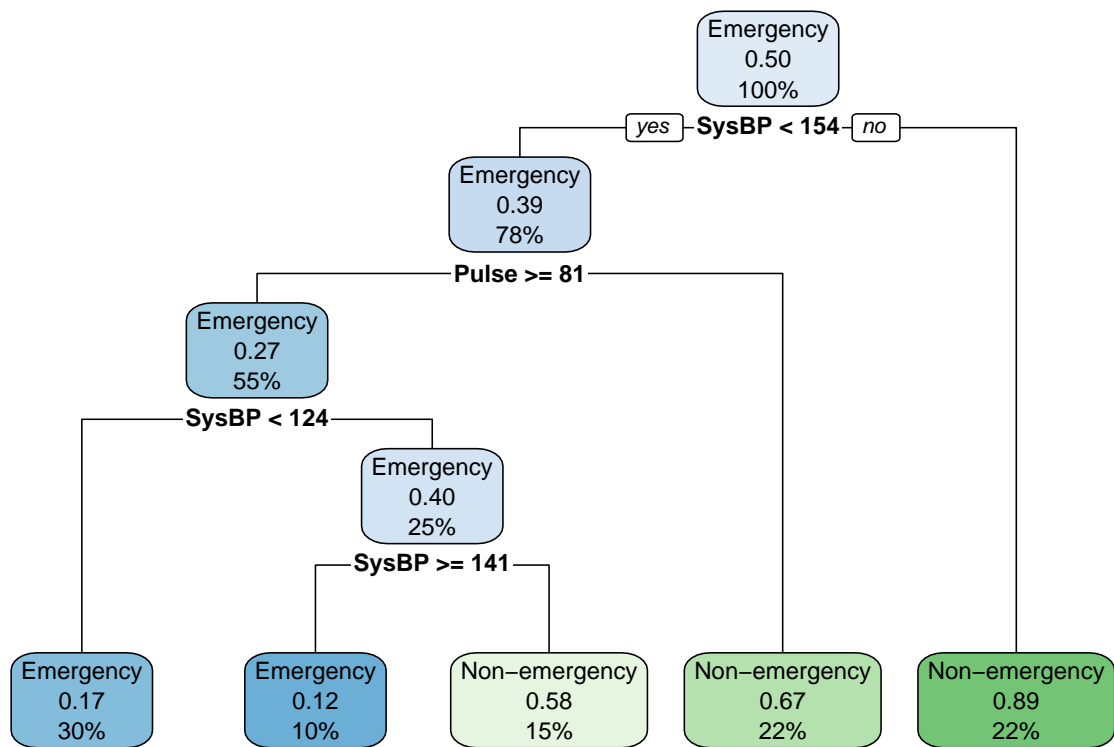 Emergency
0.50
100%
yes SysBP < 154 no
Emergency
0.39
78%
Pulse >= 81
Emergency
0.27
55%
SysBP < 124
Emergency
0.40
25%
SysBP >= 141
Emergency
0.17
30%
Emergency
0.12
10%
Non−emergency
0.58
15%
Non−emergency
0.67
22%
Non−emergency
0.89
22%